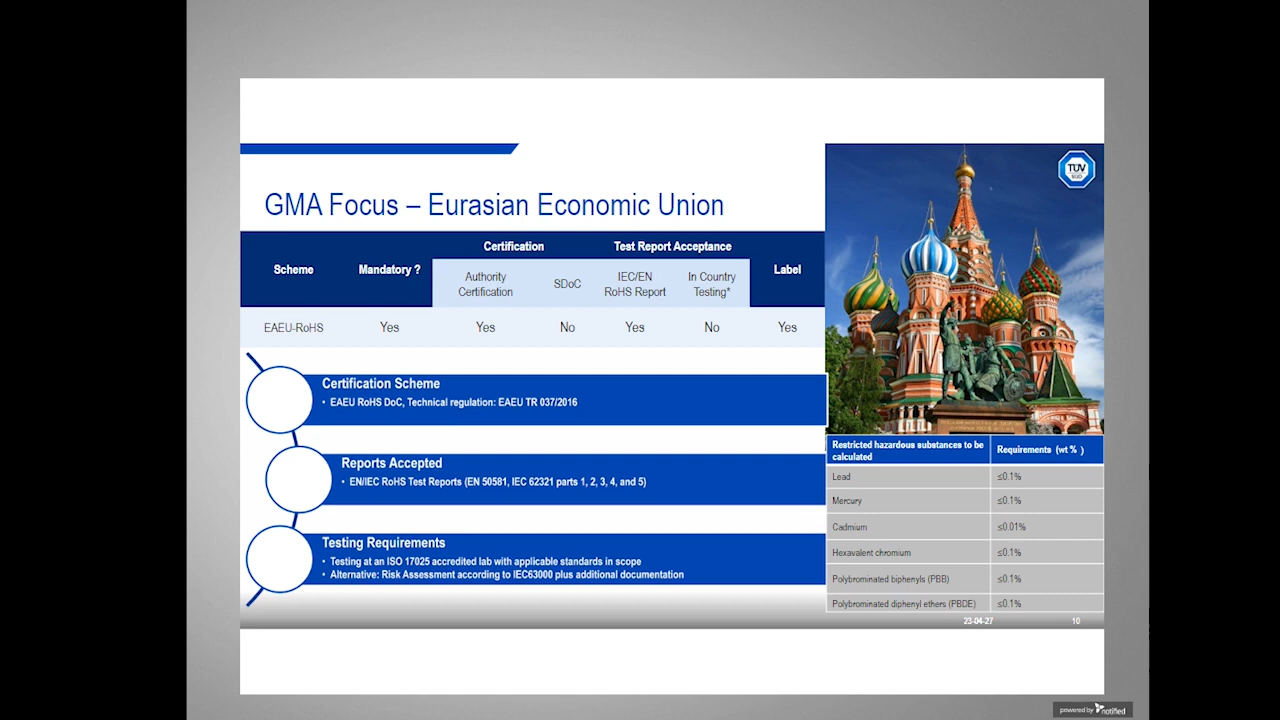 TÜV
SÜD
GMA Focus – Eurasian Economic Union
Scheme
Mandatory ?
Certification
Test Report Acceptance
Label
Authority
Certification
SDoC
IEC/EN
RoHS Report
In Country
Testing*
EAEU-RoHS Yes Yes No Yes No Yes
Certification Scheme
• EAEU RoHS DoC, Technical regulation: EAEU TR 037/2016
Reports Accepted
• EN/IEC RoHS Test Reports (EN 50581, IEC 62321 parts 1, 2, 3, 4, and 5)
Testing Requirements
• Testing at an ISO 17025 accredited lab with applicable standards in scope
• Alternative: Risk Assessment according to IEC63000 plus additional documentation
Restricted hazardous substances to be
calculated
Requirements (wt % )
Lead ≤0.1%
Mercury ≤0.1%
Cadmium ≤0.01%
Hexavalent chromium ≤0.1%
Polybrominated biphenyls (PBB) ≤0.1%
Polybrominated diphenyl ethers (PBDE) ≤0.1%
23-04-27 10
powered by notified